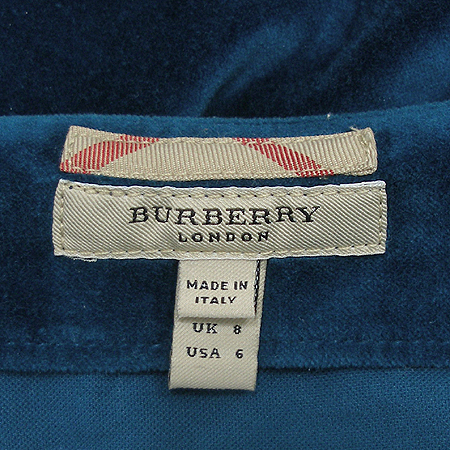 BURBERRY
LONDON
MADE IN
ITALY
UK 8
USA 6